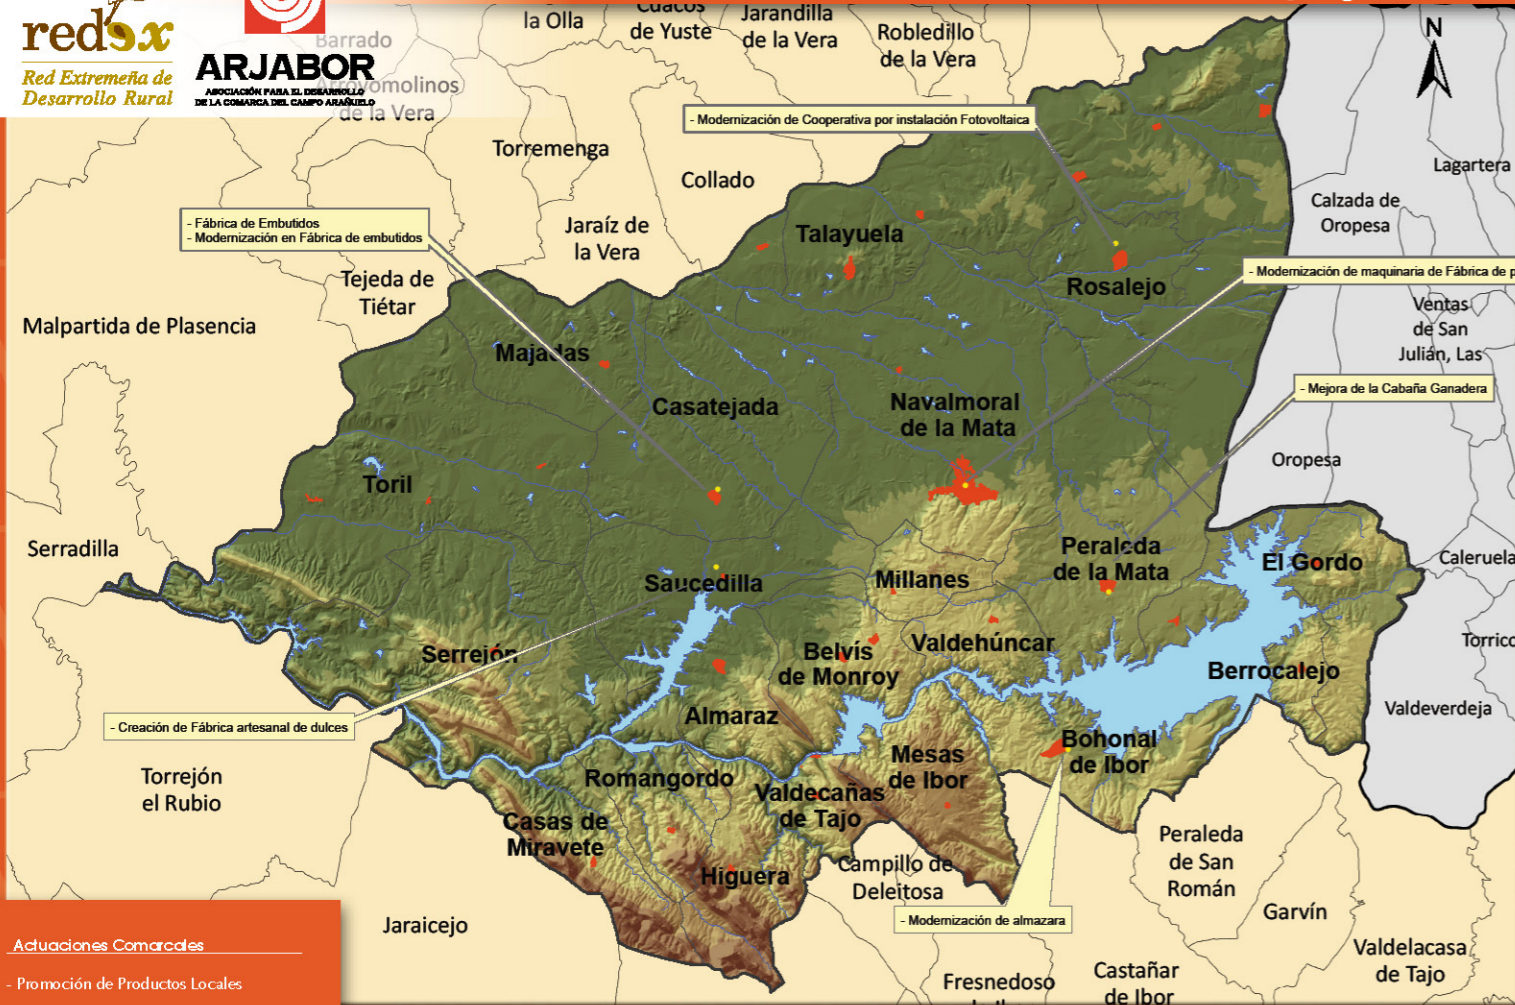 redex
Red Extremeña de
Desarrollo Rural
ARJABOR
ASOCIACIÓN PARA EL DESARROLLO
DE LA COMARCA DEL CAMPO ARAÑUELO
Barrado
Arroyomolinos
de la Vera
la Olla
Cuacos
de Yuste
Jarandilla
de la Vera
Robledillo
de la Vera
N
- Modernización de Cooperativa por instalación Fotovoltaica
Torremenga
Collado
Lagartera
Calzada de
Oropesa
- Fábrica de Embutidos
- Modernización en Fábrica de embutidos
Jaraíz de
la Vera
Talayuela
Tejeda de
Tiétar
Rosalejo
- Modernización de maquinaria de Fábrica de p
Malpartida de Plasencia
Ventas
de San
Julián, Las
Majadas
Casatejada
Navalmoral
de la Mata
- Mejora de la Cabaña Ganadera
Oropesa
Toril
Serradilla
Saucedilla
Millanes
Peraleda
de la Mata
El Gordo
Caleruela
Serrejón
Belvís
de Monroy
Valdehúncar
Torrico
Berrocalejo
- Creación de Fábrica artesanal de dulces
Almaraz
Valdeverdeja
Torrejón
el Rubio
Romangordo
Valdecañas
de Tajo
Mesas
de Ibor
Bohonal
de Ibor
Casas de
Miravete
Higuera
Campillo de
Deleitosa
Peraleda
de San
Román
- Modernización de almazara
Garvín
Jaraicejo
Valdelacasa
de Tajo
Fresnedoso
Castañar
de Ibor
Actuaciones Comarcales
- Promoción de Productos Locales